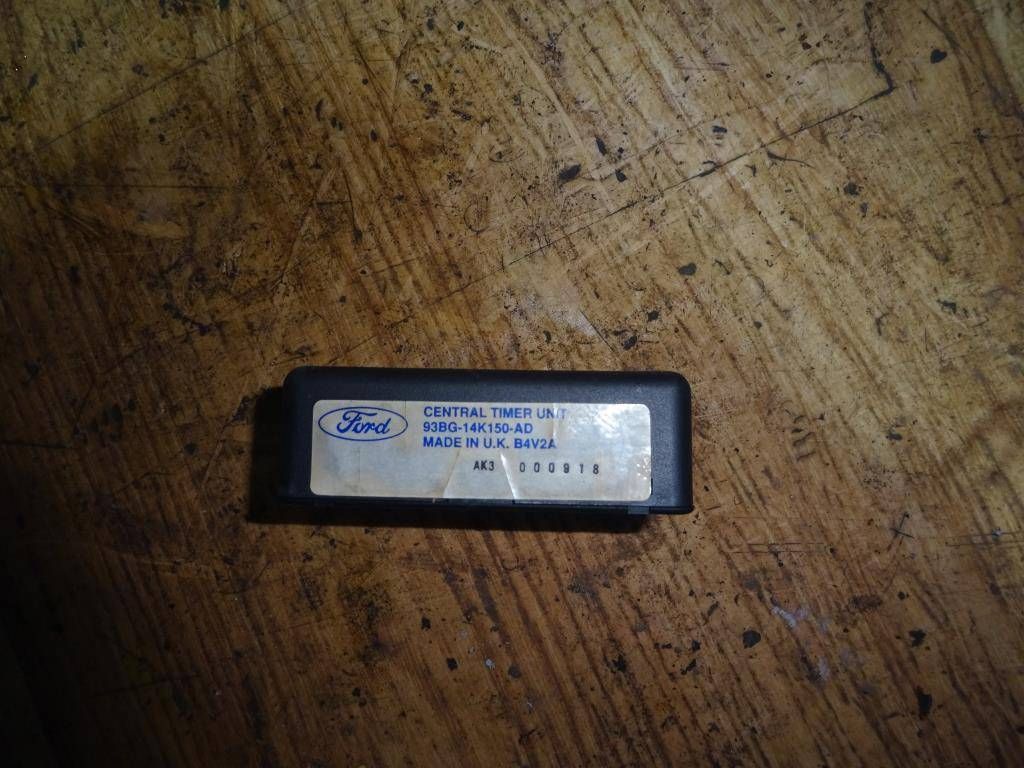 Ford
CENTRAL TIMER UNIT
93BG-14K150-AD
MADE IN U.K. B4V2A
AK3 000918